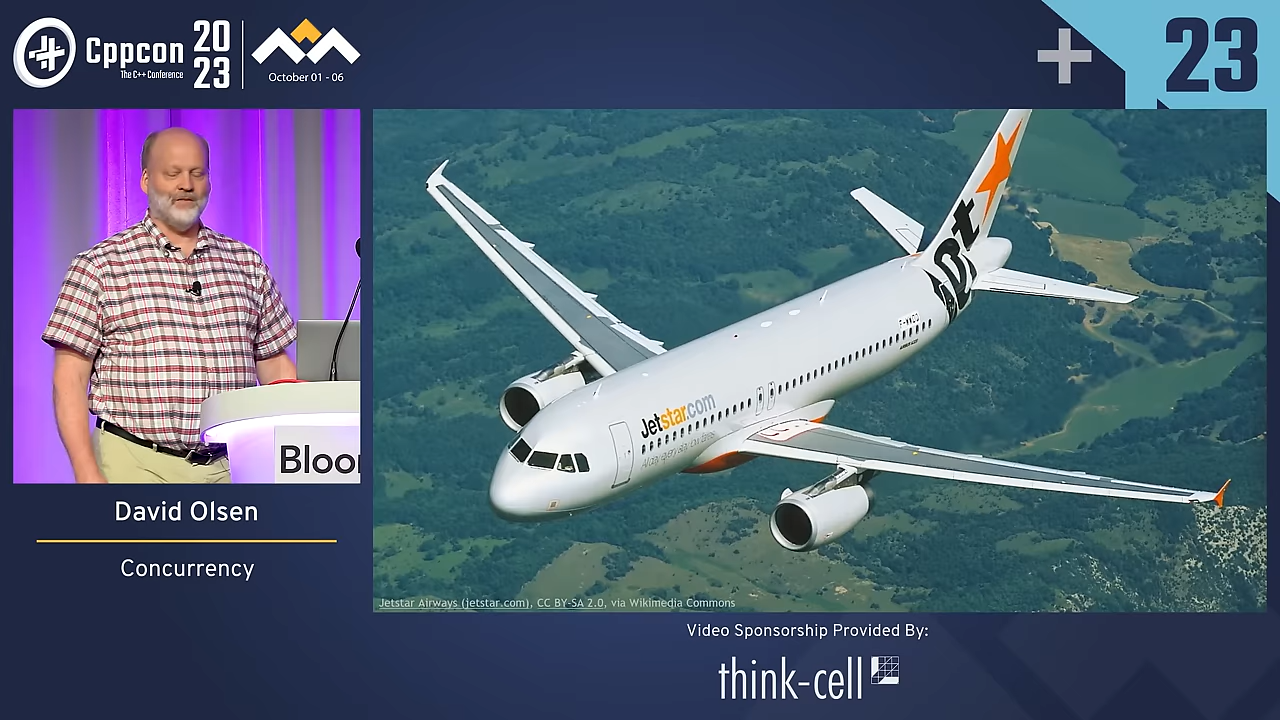 Cppcon
The C++ Conference
20
23
October 01 - 06
23
Bloo
David Olsen
Concurrency
Jetstar.com
Jet
Jetstar Airways (jetstar.com), CC BY-SA 2.0, via Wikimedia Commons
Video Sponsorship Provided By:
think-cell